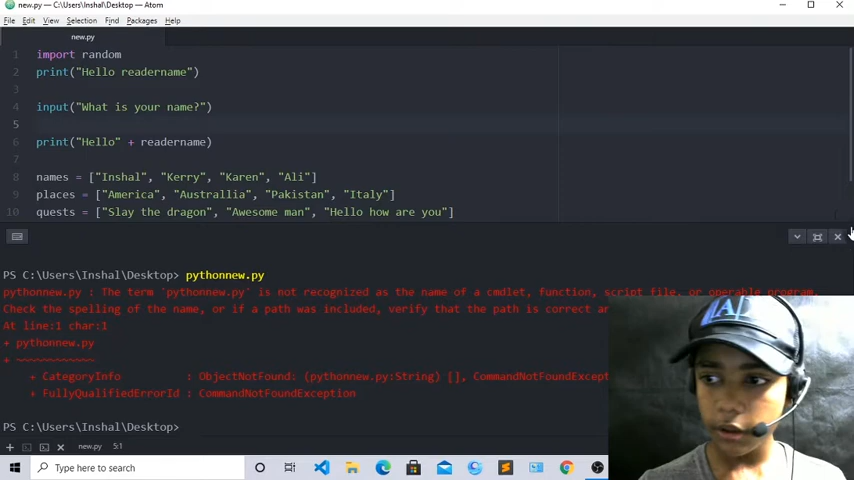 new.py — C:\Users\Inshal\Desktop — Atom
File Edit View Selection Find Packages Help
new.py
1 import random
2 print("Hello readername")
3
4 input("What is your name?")
5
6 print("Hello" + readername)
7
8 names = ["Inshal", "Kerry", "Karen", "Ali"]
9 places = ["America", "Australlia", "Pakistan", "Italy"]
10 quests = ["Slay the dragon", "Awesome man", "Hello how are you"]
PS C:\Users\Inshal\Desktop> pythonnew.py
pythonnew.py : The term 'pythonnew.py' is not recognized as the name of a cmdlet, function, script file, or operable program.
Check the spelling of the name, or if a path was included, verify that the path is correct
At line:1 char:1
+ pythonnew.py
+ ~~~~~~~~~~~~
+ CategoryInfo : ObjectNotFound: (pythonnew.py:String) [], CommandNotFoundExcept
+ FullyQualifiedErrorId : CommandNotFoundException
PS C:\Users\Inshal\Desktop>
new.py 5:1
Type here to search